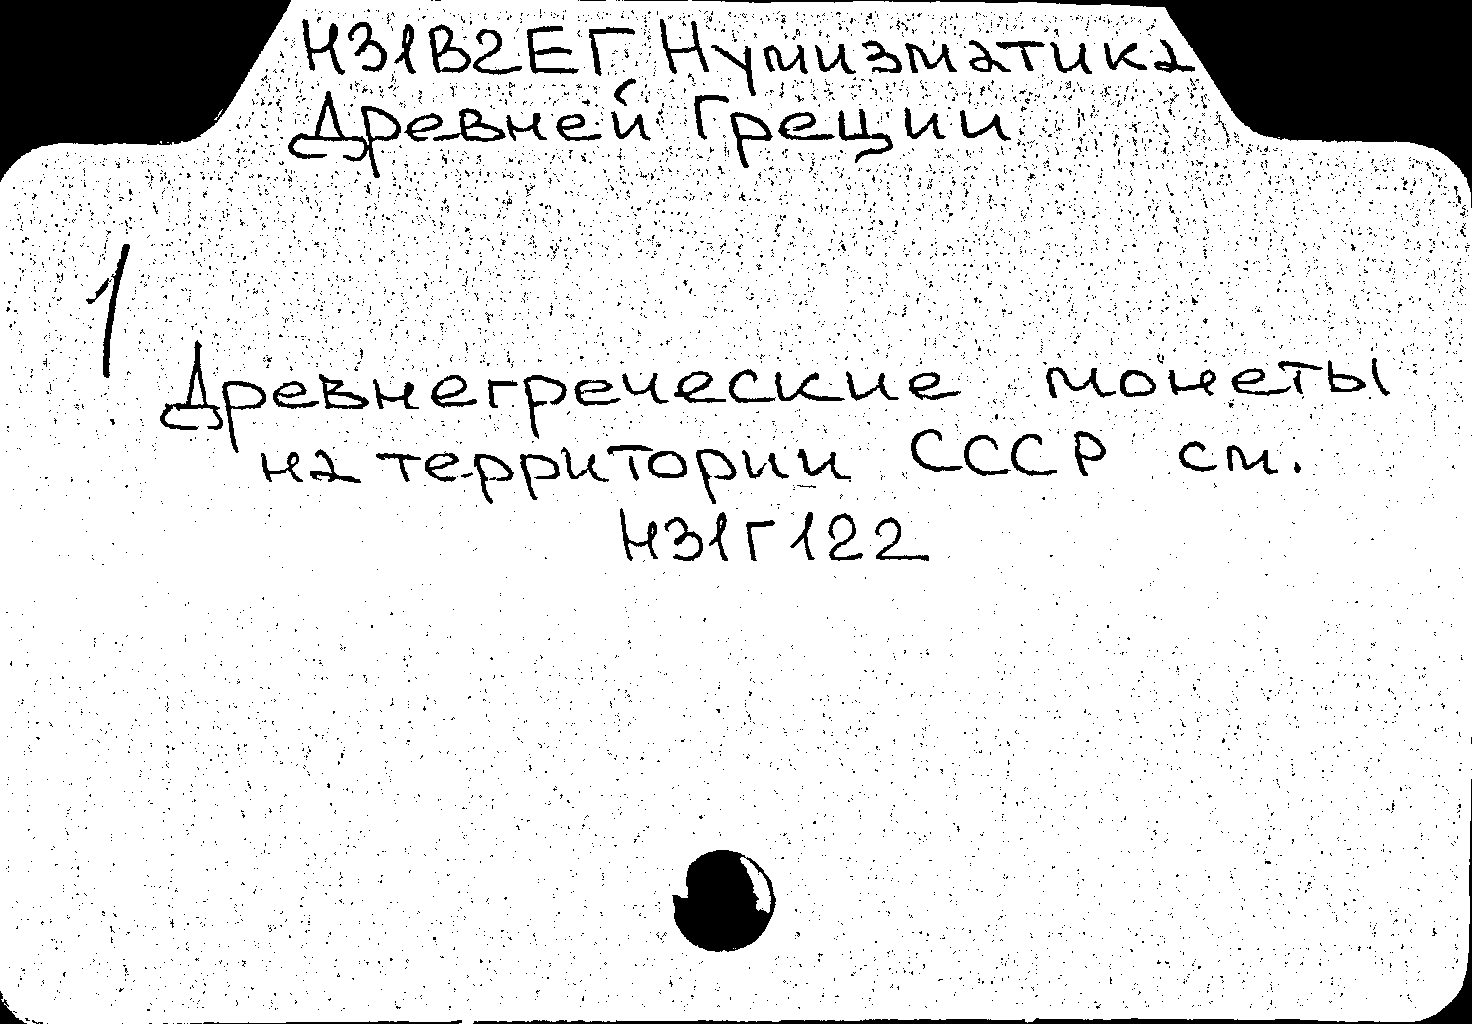 Н31В2ЕГ Нумизматика
Древней Греции
1
Древнегреческие монеты
на территории СССР см.
Н31Г122